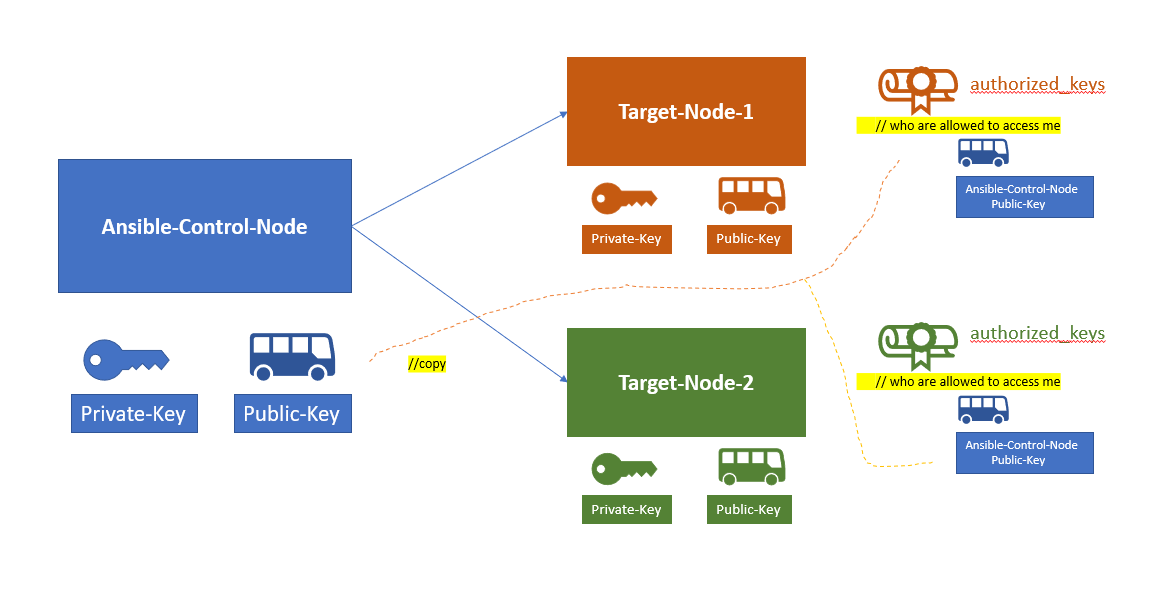 Target-Node-1
authorized_keys
// who are allowed to access me
Ansible-Control-Node
Public-Key
Ansible-Control-Node
Private-Key
Public-Key
//copy
Private-Key
Public-Key
Target-Node-2
authorized_keys
// who are allowed to access me
Ansible-Control-Node
Public-Key
Private-Key
Public-Key